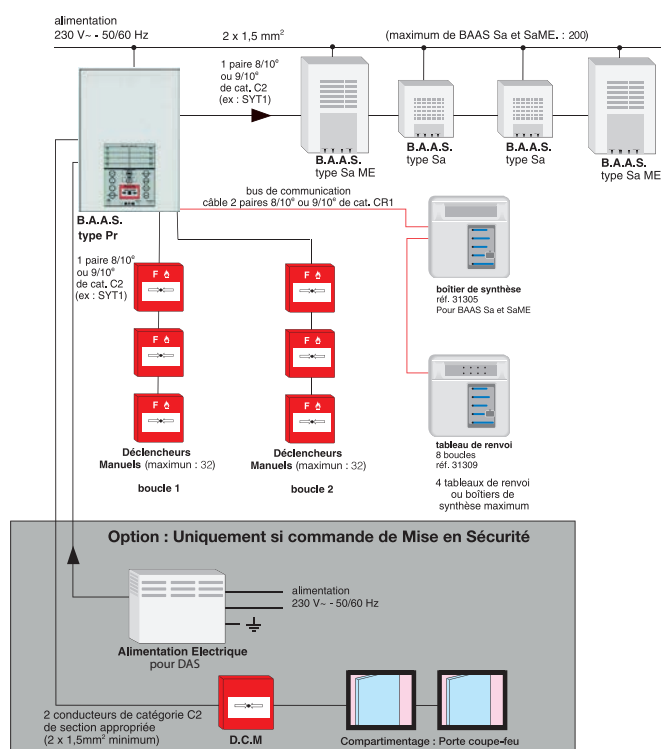 alimentation
230 V~ - 50/60 Hz
2 x 1,5 mm²
(maximum de BAAS Sa et SaME. : 200)
1 paire 8/10°
ou 9/10°
de cat. C2
(ex : SYT1)
B.A.A.S.
type Sa ME
B.A.A.S.
type Sa
B.A.A.S.
type Sa
B.A.A.S.
type Sa ME
B.A.A.S.
type Pr
bus de communication
câble 2 paires 8/10° ou 9/10° de cat. CR1
1 paire 8/10°
ou 9/10°
de cat. C2
(ex : SYT1)
boîtier de synthèse
réf. 31305
Pour BAAS Sa et SaME
F
F
F
F
F
F
Déclencheurs
Manuels (maximun : 32)
boucle 1
Déclencheurs
Manuels (maximun : 32)
boucle 2
tableau de renvoi
8 boucles
réf. 31309
4 tableaux de renvoi
ou boîtiers de
synthèse maximum
Option : Uniquement si commande de Mise en Sécurité
alimentation
230 V~ - 50/60 Hz
Alimentation Electrique
pour DAS
2 conducteurs de catégorie C2
de section appropriée
(2 x 1,5mm² minimum)
D.C.M
Compartimentage : Porte coupe-feu